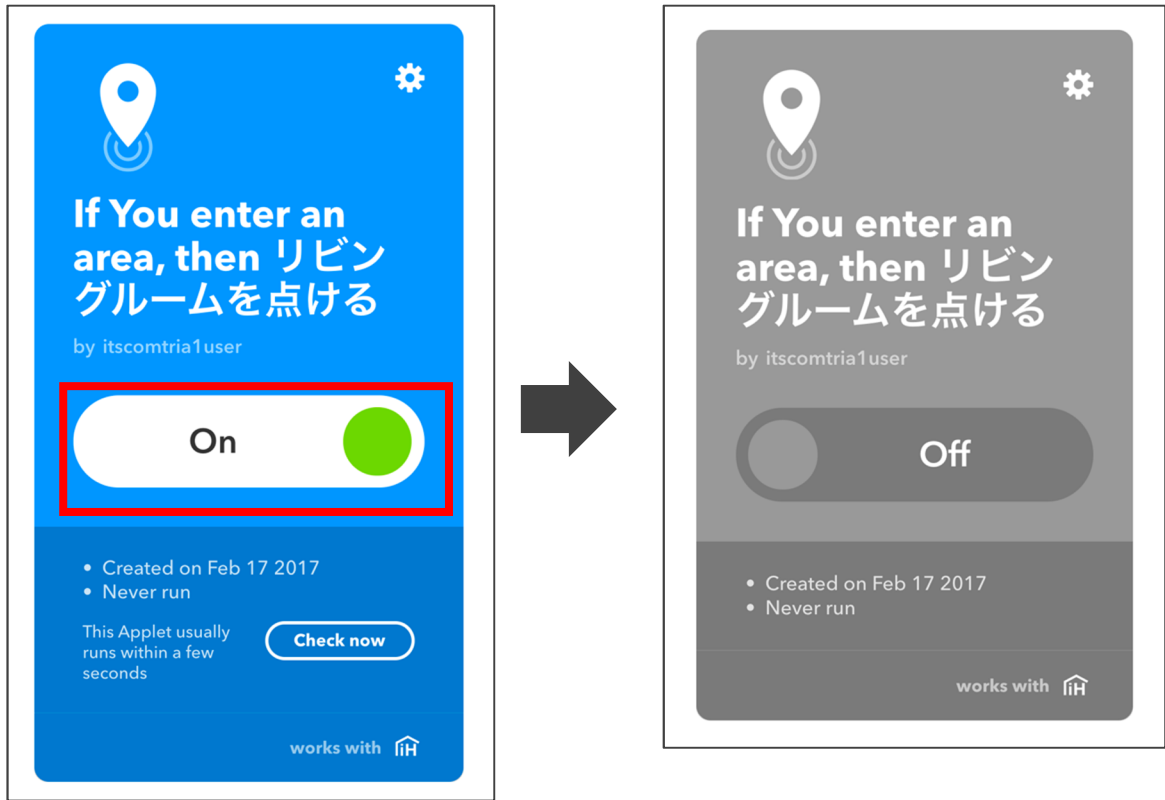 If You enter an
area, then リビン
グルームを点ける
by itscomtria1user
On
• Created on Feb 17 2017
• Never run
This Applet usually
runs within a few
seconds
Check now
works with iH
If You enter an
area, then リビン
グルームを点ける
by itscomtria1user
Off
• Created on Feb 17 2017
• Never run
works with iH